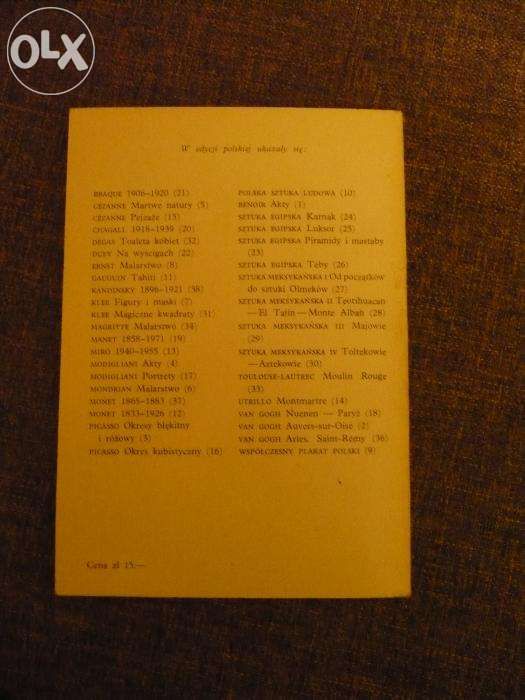 OLX
W edycji polskiej ukazały się:
BRAQUE 1906–1920 (21)
CÉZANNE Martwe natury (5)
CÉZANNE Pejzaże (15)
CHAGALL 1918–1939 (20)
DEGAS Toaleta kobiet (32)
DUFY Na wyścigach (22)
ERNST Malarstwo (8)
GAUGUIN Tahiti (11)
KANDINSKY 1896–1921 (38)
KLEE Figury i maski (7)
KLEE Magiczne kwadraty (31)
MAGRITTE Malarstwo (34)
MANET 1858–1971 (19)
MIRÓ 1940–1955 (13)
MODIGLIANI Akty (4)
MODIGLIANI Portrety (17)
MONDRIAN Malarstwo (6)
MONET 1865–1883 (37)
MONET 1833–1926 (12)
PICASSO Okresy błękitny
i różowy (3)
PICASSO Okres kubistyczny (16)
POLSKA SZTUKA LUDOWA (10)
RENOIR Akty (1)
SZTUKA EGIPSKA Karnak (24)
SZTUKA EGIPSKA Luksor (25)
SZTUKA EGIPSKA Piramidy i mastaby
(23)
SZTUKA EGIPSKA Teby (26)
SZTUKA MEKSYKAŃSKA I Od początków
do sztuki Olmeków (27)
SZTUKA MEKSYKAŃSKA II Teotihuacan
—El Tajin—Monte Albán (28)
SZTUKA MEKSYKAŃSKA III Majowie
(29)
SZTUKA MEKSYKAŃSKA IV Toltekowie
—Aztekowie (30)
TOULOUSE-LAUTREC Moulin Rouge
(33)
UTRILLO Montmartre (14)
VAN GOGH Nuenen — Paryż (18)
VAN GOGH Auvers-sur-Oise (2)
VAN GOGH Arles, Saint-Rémy (36)
WSPÓŁCZESNY PLAKAT POLSKI (9)
Cena zł 15.—